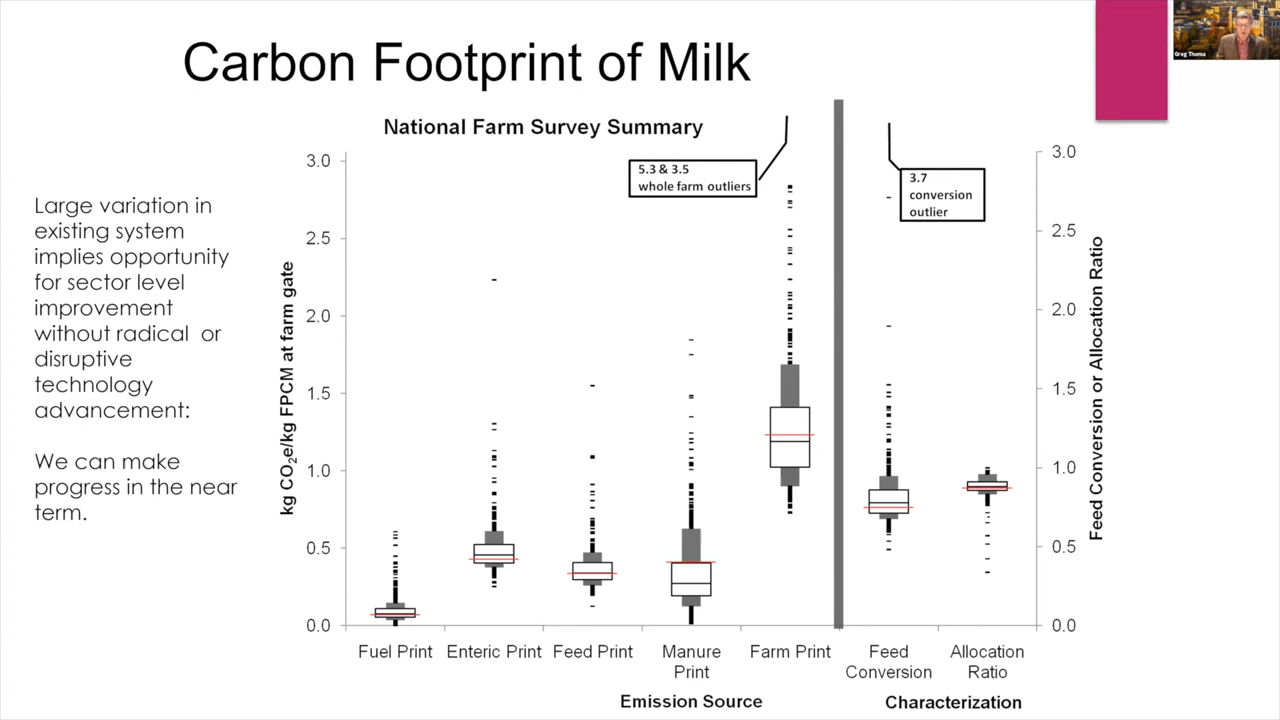 Carbon Footprint of Milk
Greg Thoma
National Farm Survey Summary
Large variation in
existing system
implies opportunity
for sector level
improvement
without radical or
disruptive
technology
advancement:
We can make
progress in the near
term.
kg CO₂e/kg FPCM at farm gate
3.0
2.5
2.0
1.5
1.0
0.5
0.0
5.3 & 3.5
whole farm outliers
3.7
conversion
outlier
3.0
2.5
2.0
1.5
1.0
0.5
0.0
Feed Conversion or Allocation Ratio
Fuel Print
Enteric Print
Feed Print
Manure
Print
Farm Print
Feed
Conversion
Allocation
Ratio
Emission Source
Characterization